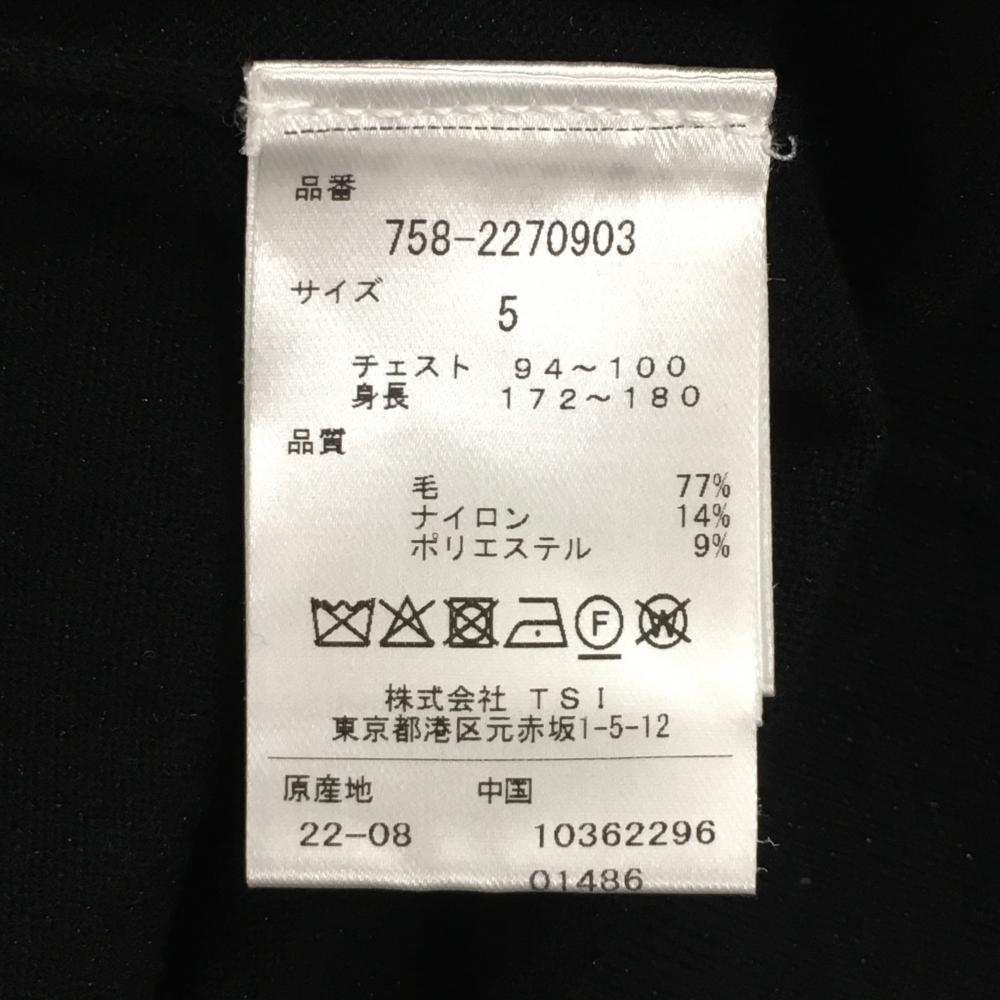 品番
758-2270903
サイズ
5
チェスト 94～100
身長 172～180
品質
毛 77%
ナイロン 14%
ポリエステル 9%
F W
株式会社 TSI
東京都港区元赤坂1-5-12
原産地 中国
22-08 10362296
01486